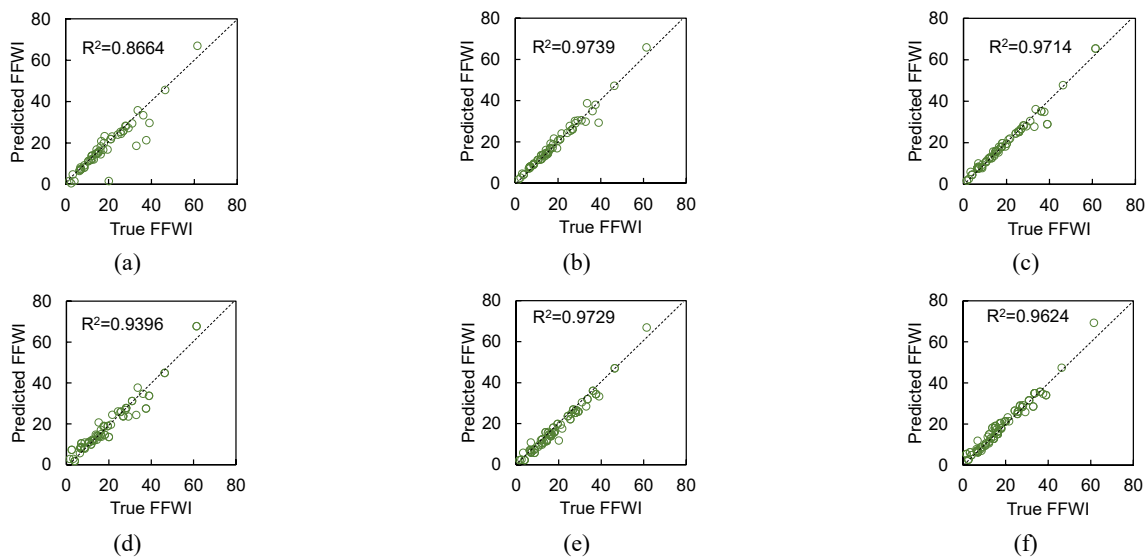 80
60
40
20
0
Predicted FFWI
R²=0.8664
0 20 40 60 80
True FFWI
(a)
80
60
40
20
0
Predicted FFWI
R²=0.9739
0 20 40 60 80
True FFWI
(b)
80
60
40
20
0
Predicted FFWI
R²=0.9714
0 20 40 60 80
True FFWI
(c)
80
60
40
20
0
Predicted FFWI
R²=0.9396
0 20 40 60 80
True FFWI
(d)
80
60
40
20
0
Predicted FFWI
R²=0.9729
0 20 40 60 80
True FFWI
(e)
80
60
40
20
0
Predicted FFWI
R²=0.9624
0 20 40 60 80
True FFWI
(f)